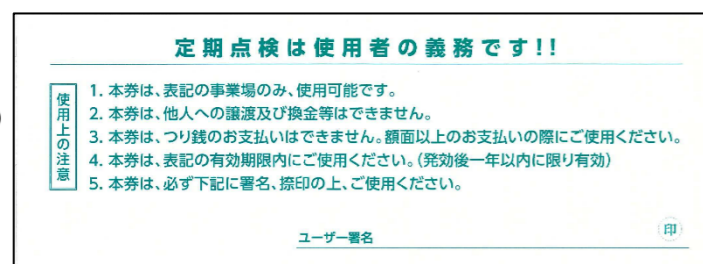 定期点検は使用者の義務です!!
使用上の注意
1. 本券は、表記の事業場のみ、使用可能です。
2. 本券は、他人への譲渡及び換金等はできません。
3. 本券は、つり銭のお支払いはできません。額面以上のお支払いの際にご使用ください。
4. 本券は、表記の有効期限内にご使用ください。(発効後一年以内に限り有効)
5. 本券は、必ず下記に署名、捺印の上、ご使用ください。
ユーザー署名 印